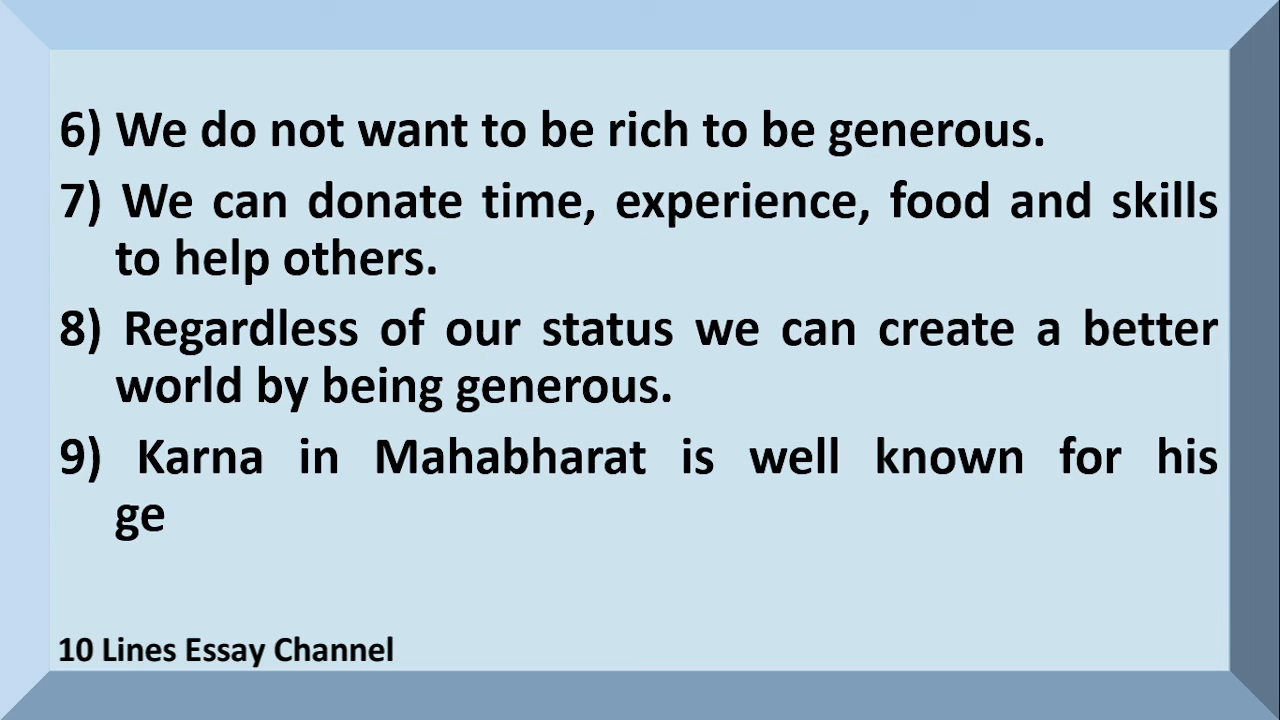 6) We do not want to be rich to be generous.
7) We can donate time, experience, food and skills
to help others.
8) Regardless of our status we can create a better
world by being generous.
9) Karna in Mahabharat is well known for his
ge
10 Lines Essay Channel